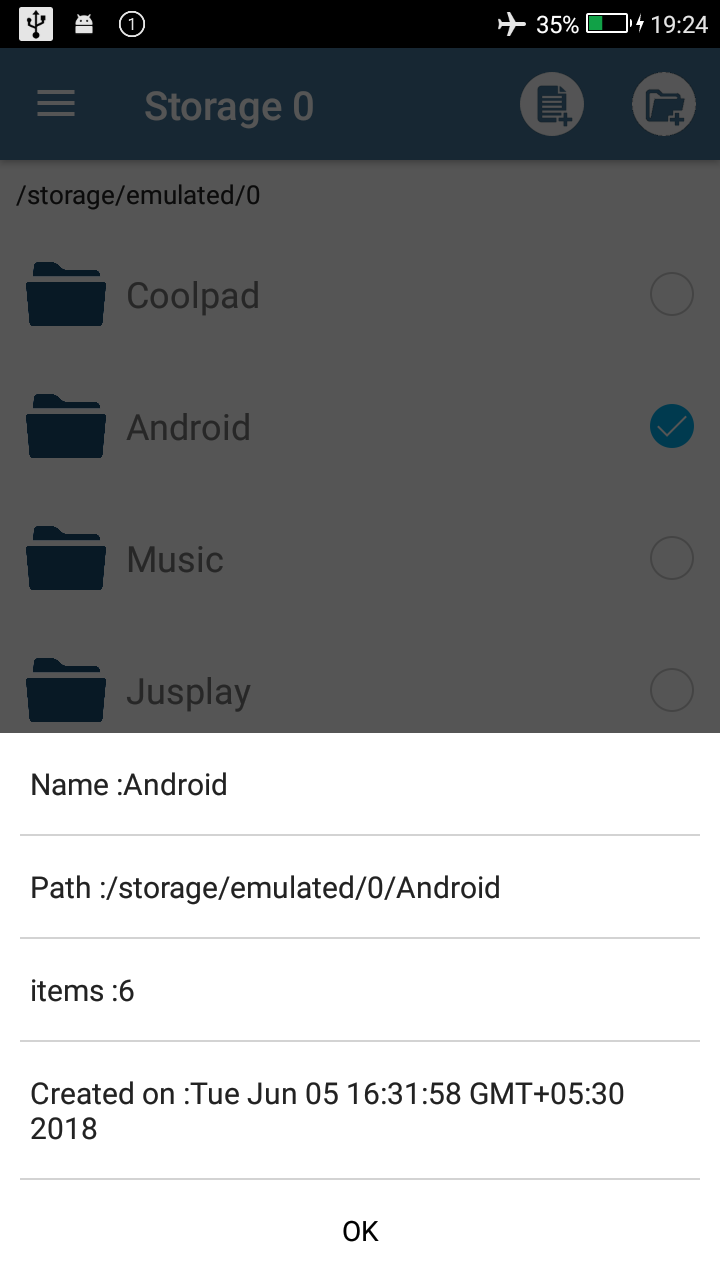 1 35% 19:24
Storage 0
/storage/emulated/0
Coolpad
Android
Music
Jusplay
Name :Android
Path :/storage/emulated/0/Android
items :6
Created on :Tue Jun 05 16:31:58 GMT+05:30
2018
OK